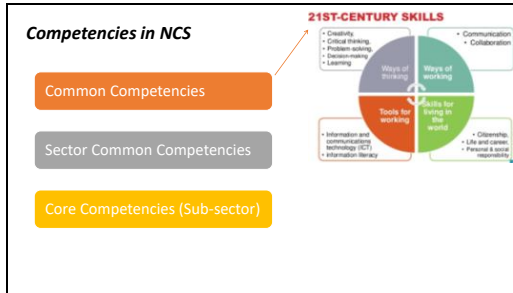 Competencies in NCS
Common Competencies
Sector Common Competencies
Core Competencies (Sub-sector)
21ST-CENTURY SKILLS
• Creativity,
• Critical thinking,
• Problem-solving,
• Decision-making
• Learning
• Communication
• Collaboration
Ways of
thinking
Ways of
working
Tools for
working
Skills for
living in
the
world
• Information and
communications
technology (ICT)
• Information literacy
• Citizenship,
• Life and career,
• Personal & social
responsibility